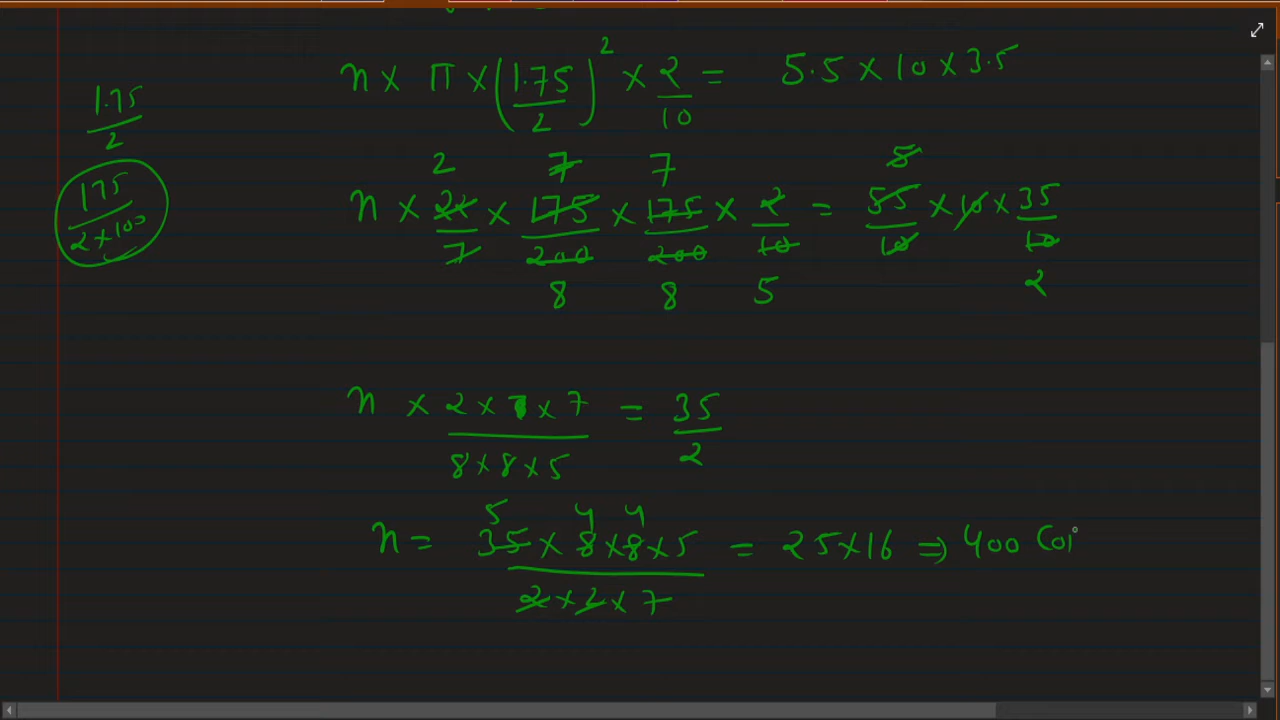 n × π × (1.75/2)² × 2/10 = 5.5 × 10 × 3.5
1.75/2
175/2×100
2 7 7 5
n × 22/7 × 175/200 × 175/200 × 2/10 = 55/10 × 10 × 35/10
8 8 5 2
n × 2×7×7/8×8×5 = 35/2
5 4 4
n = 35×8×8×5/2×2×7 = 25×16 ⇒ 400 Coi